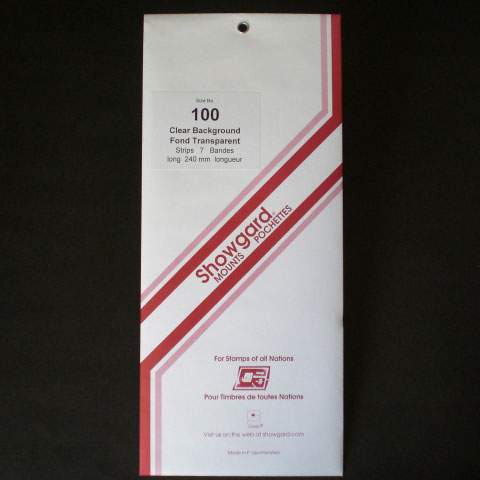 Size No.
100
Clear Background
Fond Transparent
Strips 7 Bandes
long 240 mm longueur
Showgard
MOUNTS POCHETTES
For Stamps of all Nations
Pour Timbres de toutes Nations
Visit us on the web at showgard.com
Made in F. Liechtenstein